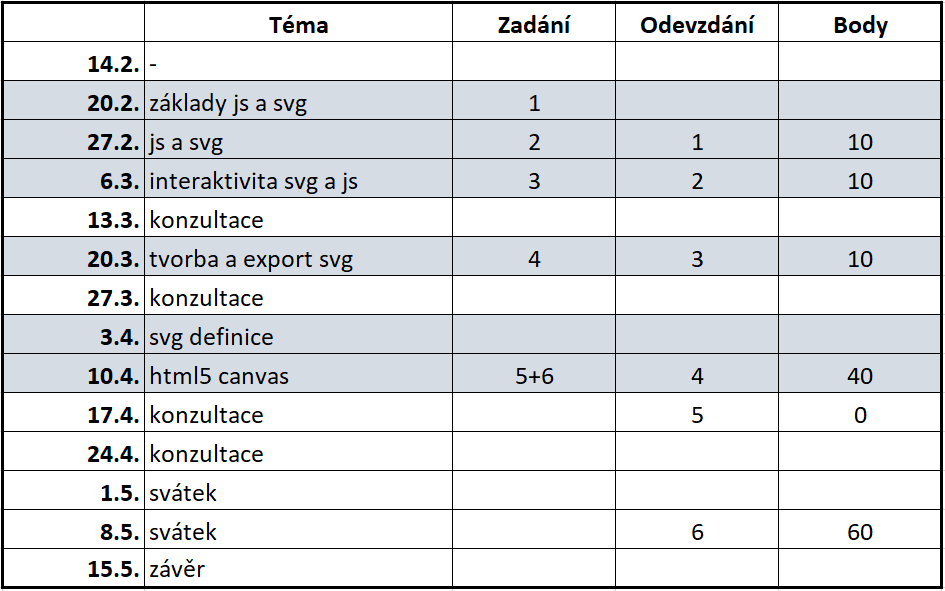 Téma Zadání Odevzdání Body
14.2. -
20.2. základy js a svg 1
27.2. js a svg 2 1 10
6.3. interaktivita svg a js 3 2 10
13.3. konzultace
20.3. tvorba a export svg 4 3 10
27.3. konzultace
3.4. svg definice
10.4. html5 canvas 5+6 4 40
17.4. konzultace 5 0
24.4. konzultace
1.5. svátek
8.5. svátek 6 60
15.5. závěr